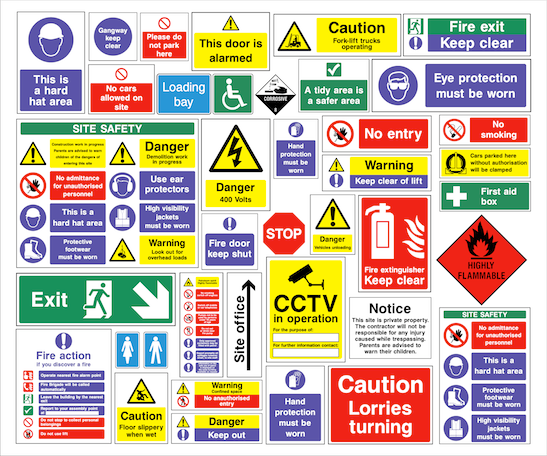 This is a
hard
hat area
Gangway
keep
clear
Please do
not park
here
This door is
alarmed
Caution
Fork-lift trucks
operating
Fire exit
Keep clear
No cars
allowed on
site
Loading
bay
CORROSIVE
8
A tidy area is
a safer area
Eye protection
must be worn
SITE SAFETY
Construction work in progress
Parents are advised to warn
children of the dangers of
entering this site
Danger
Demolition work
in progress
No admittance
for unauthorised
personnel
Use ear
protectors
This is a
hard hat area
High visibility
jackets
must be worn
Protective
footwear
must be worn
Warning
Look out for
overhead loads
Danger
400 Volts
Hand
protection
must be
worn
No entry
Warning
Keep clear of lift
No
smoking
Cars parked here
without authorisation
will be clamped
First aid
box
Fire door
keep shut
STOP
Danger
Vehicles unloading
Fire extinguisher
Keep clear
HIGHLY
FLAMMABLE
Exit
Site office
CCTV
in operation
For the purpose of:
For further information contact:
Notice
This site is private property.
The contractor will not be
responsible for any injury
caused while trespassing.
Parents are advised to
warn their children.
Fire action
if you discover a fire
Operate nearest fire alarm point
Fire Brigade will be called
automatically
Leave the building by the nearest
exit
Report to your assembly point
Do not stop to collect personal
belongings
Do not use lift
Caution
Floor slippery
when wet
Warning
Confined space
No unauthorised
entry
Danger
Keep out
Hand
protection
must be
worn
Caution
Lorries
turning
SITE SAFETY
No admittance
for unauthorised
personnel
This is a
hard hat area
Protective
footwear
must be worn
High visibility
jackets
must be worn